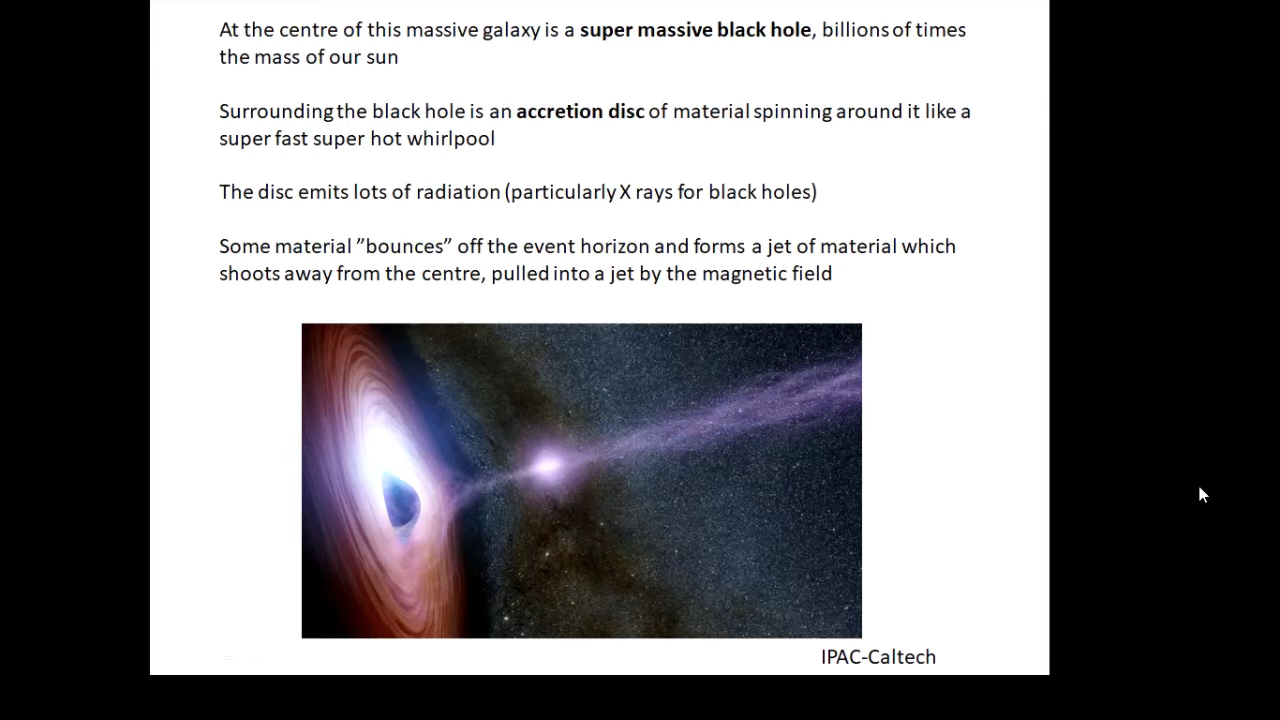 At the centre of this massive galaxy is a super massive black hole, billions of times
the mass of our sun
Surrounding the black hole is an accretion disc of material spinning around it like a
super fast super hot whirlpool
The disc emits lots of radiation (particularly X rays for black holes)
Some material ”bounces” off the event horizon and forms a jet of material which
shoots away from the centre, pulled into a jet by the magnetic field
IPAC-Caltech